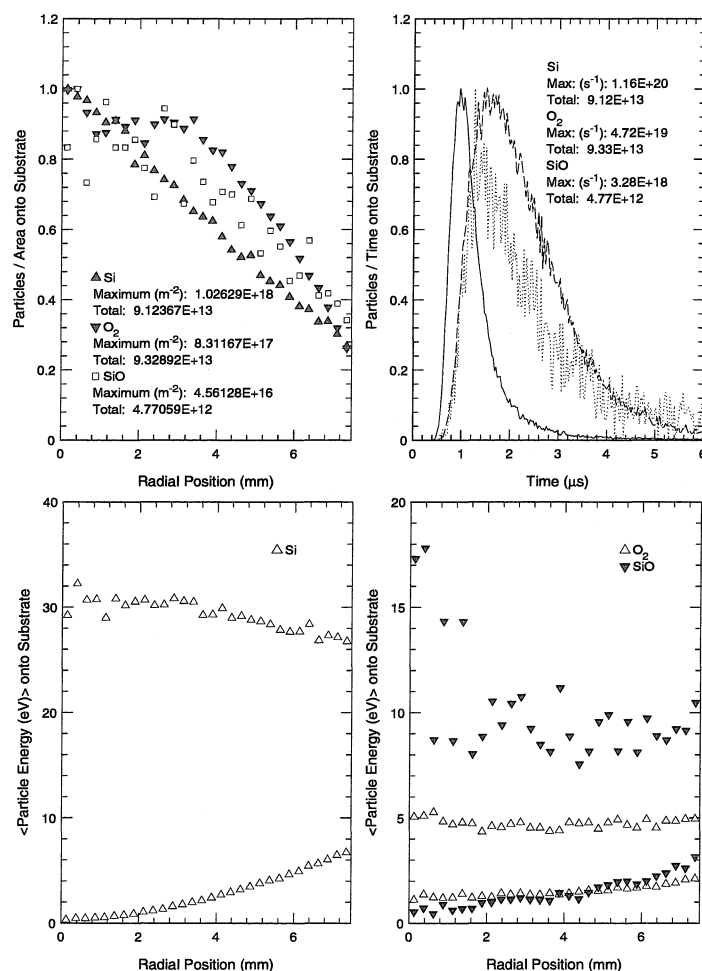 1.2
1.0
0.8
0.6
0.4
0.2
0
Particles / Area onto Substrate
Si
Maximum (m-2): 1.02629E+18
Total: 9.12367E+13
O2
Maximum (m-2): 8.31167E+17
Total: 9.32892E+13
SiO
Maximum (m-2): 4.56128E+16
Total: 4.77059E+12
0 2 4 6
Radial Position (mm)
1.2
1.0
0.8
0.6
0.4
0.2
0
Particles / Time onto Substrate
Si
Max: (s-1): 1.16E+20
Total: 9.12E+13
O2
Max: (s-1): 4.72E+19
Total: 9.33E+13
SiO
Max: (s-1): 3.28E+18
Total: 4.77E+12
0 1 2 3 4 5 6
Time (μs)
40
30
20
10
0
<Particle Energy (eV)> onto Substrate
Si
0 2 4 6
Radial Position (mm)
20
15
10
5
0
<Particle Energy (eV)> onto Substrate
O2
SiO
0 2 4 6
Radial Position (mm)